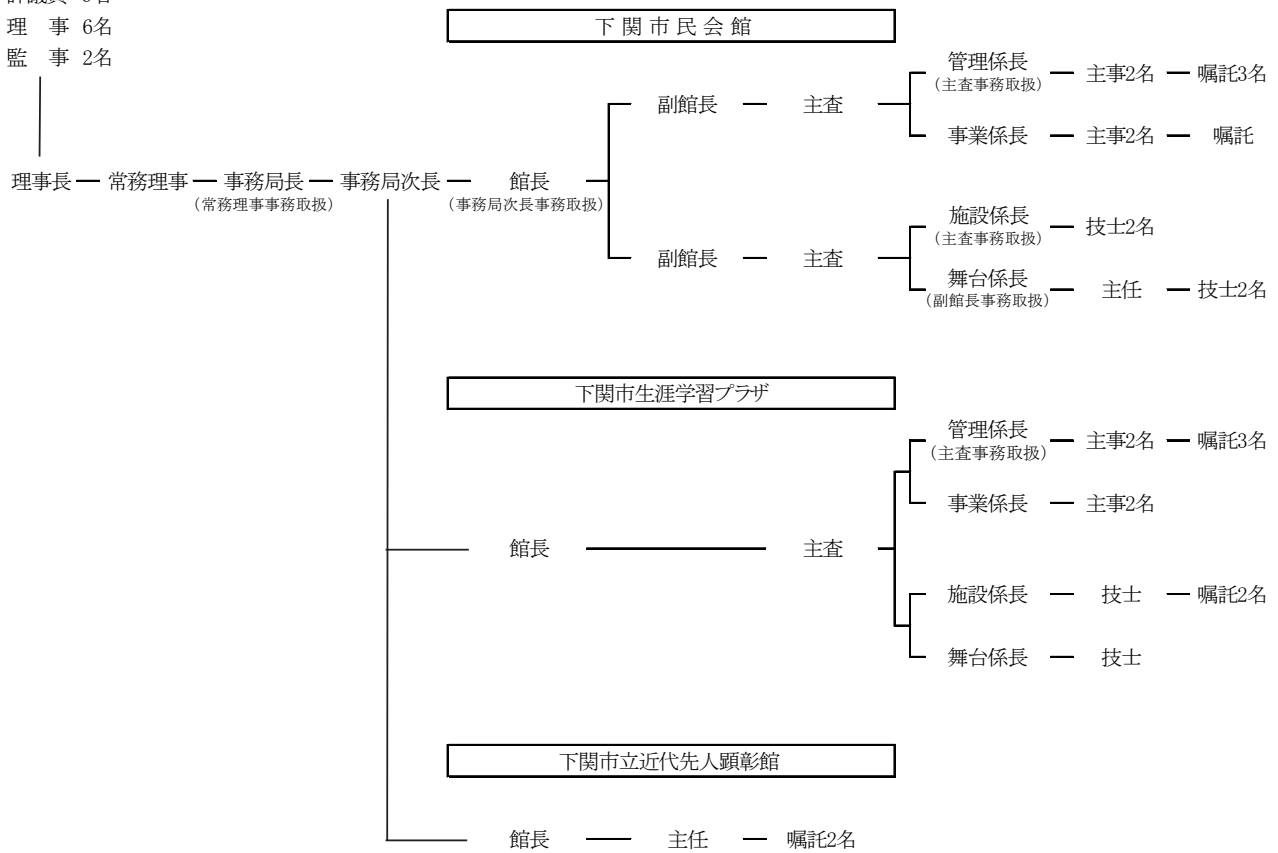 理　事 6名
監　事 2名
下 関 市 民 会 館
管理係長
（主査事務取扱）
主事2名
嘱託3名
副館長
主査
事業係長
主事2名
嘱託
理事長
常務理事
事務局長
（常務理事事務取扱）
事務局次長
館長
（事務局次長事務取扱）
施設係長
（主査事務取扱）
技士2名
副館長
主査
舞台係長
（副館長事務取扱）
主任
技士2名
下関市生涯学習プラザ
管理係長
（主査事務取扱）
主事2名
嘱託3名
事業係長
主事2名
館長
主査
施設係長
技士
嘱託2名
舞台係長
技士
下関市立近代先人顕彰館
館長
主任
嘱託2名